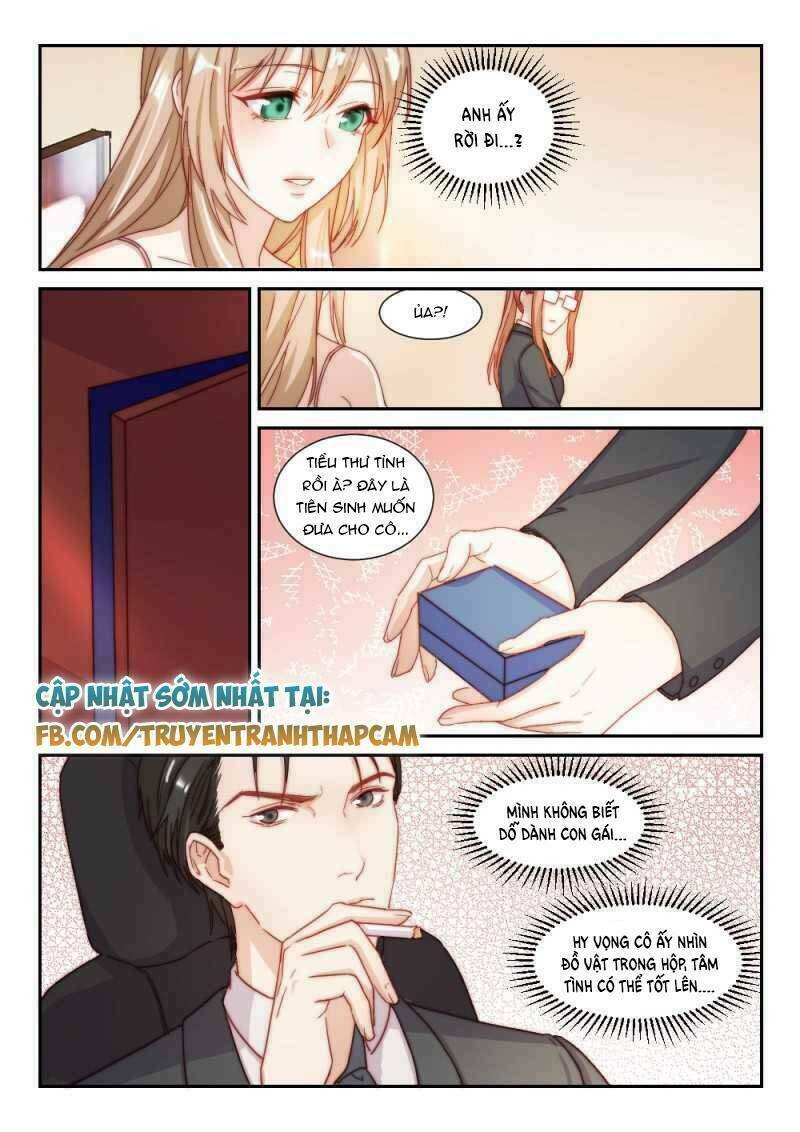 ANH ẤY
RỜI ĐI...?
ỦA?!
TIỂU THƯ TỈNH
RỒI À? ĐÂY LÀ
TIÊN SINH MUỐN
ĐƯA CHO CÔ...
CẬP NHẬT SỚM NHẤT TẠI:
FB.COM/TRUYENTRANHTHAPCAM
MÌNH KHÔNG BIẾT
DỖ DÀNH CON GÁI...
HY VỌNG CÔ ẤY NHÌN
ĐỒ VẬT TRONG HỘP, TÂM
TÌNH CÓ THỂ TỐT LÊN....